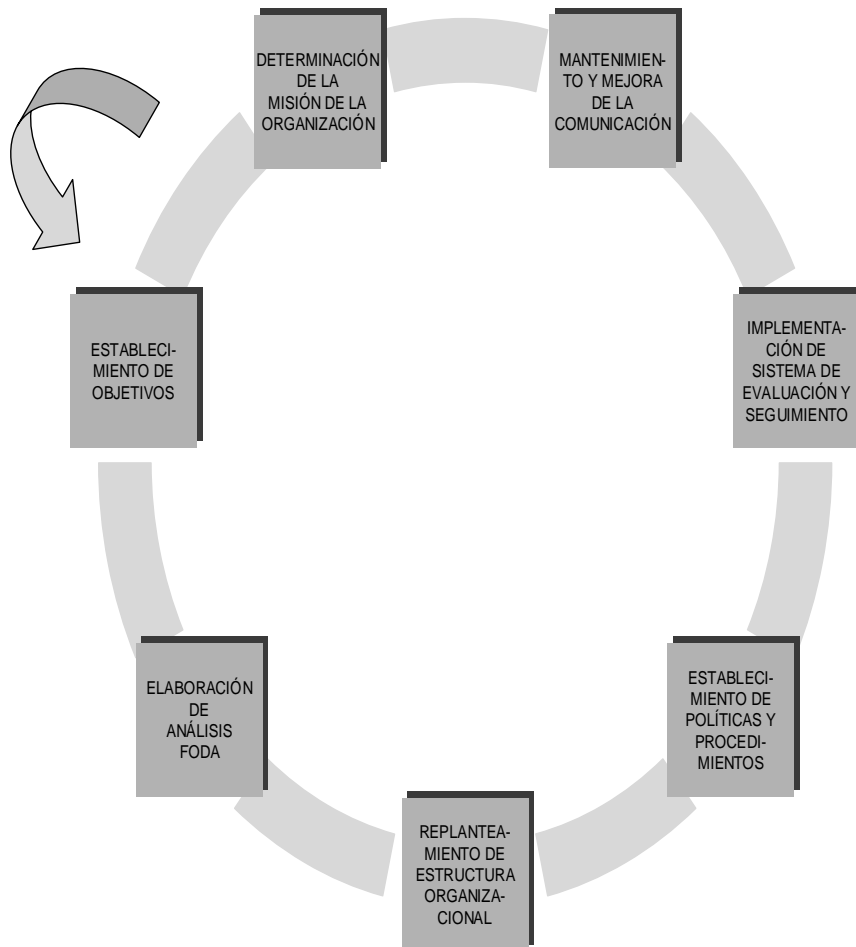 DETERMINACIÓN
DE LA
MISIÓN DE LA
ORGANIZACIÓN
MANTENIMIEN-
TO Y MEJORA
DE LA
COMUNICACIÓN
ESTABLECI-
MIENTO DE
OBJETIVOS
IMPLEMENTA-
CIÓN DE
SISTEMA DE
EVALUACIÓN Y
SEGUIMIENTO
ELABORACIÓN
DE
ANÁLISIS
FODA
ESTABLECI-
MIENTO DE
POLÍTICAS Y
PROCEDI-
MIENTOS
REPLANTEA-
MIENTO DE
ESTRUCTURA
ORGANIZA-
CIONAL